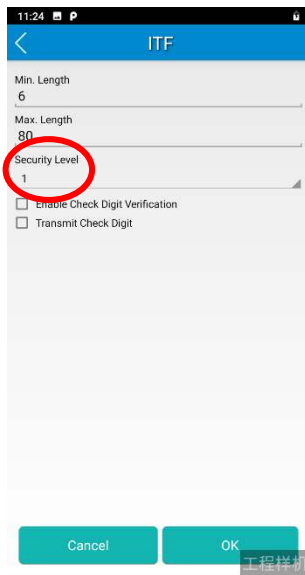 11:24
ITF
Min. Length
6
Max. Length
80
Security Level
1
Enable Check Digit Verification
Transmit Check Digit
Cancel
OK
工程样机